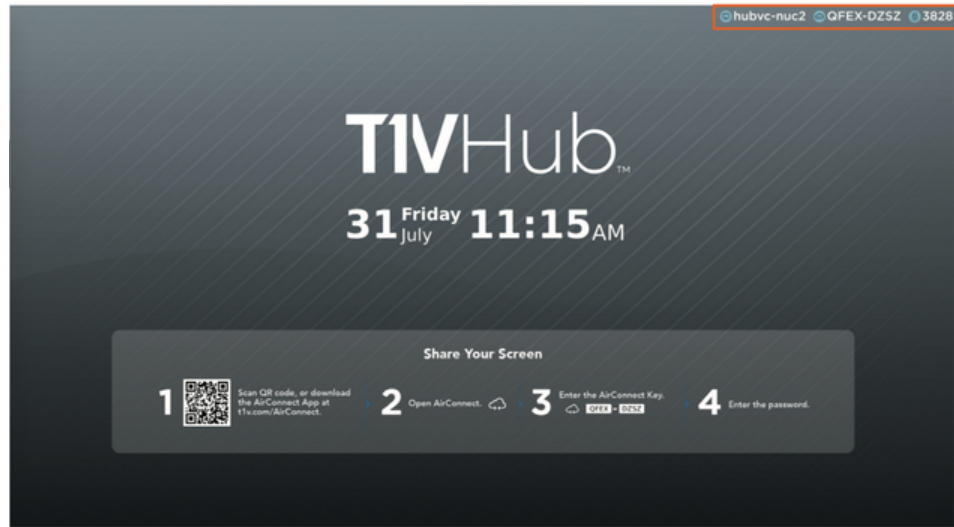 hubvc-nuc2 QFEX-DZSZ 3828
T1VHub™
31 Friday July 11:15AM
Share Your Screen
1 Scan QR code, or download
the AirConnect App at
t1v.com/AirConnect.
2 Open AirConnect.
3 Enter the AirConnect Key.
QFEX - DZSZ
4 Enter the password.